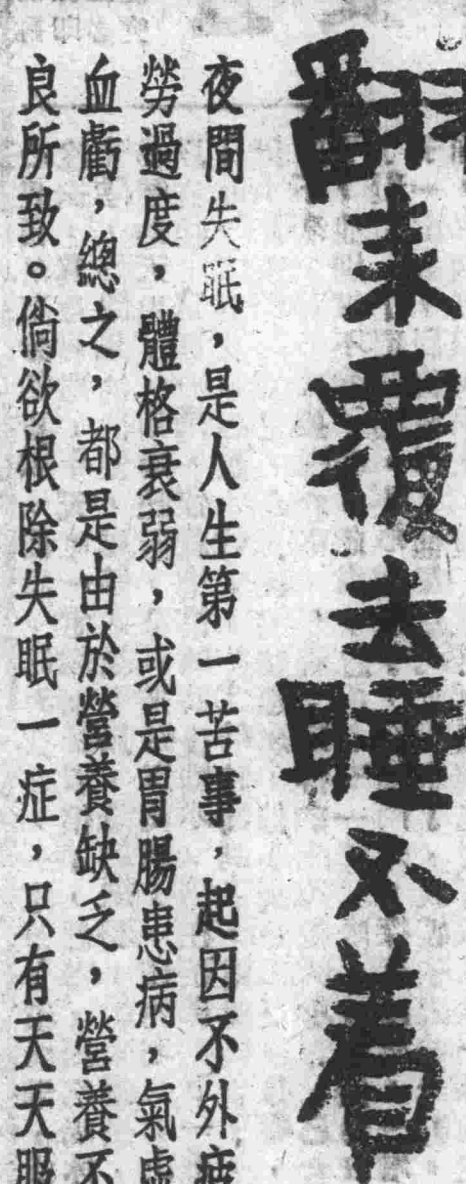 翻来覆去睡不着
夜間失眠，是人生第一苦事，起因不外疲
勞過度，體格衰弱，或是胃腸患病，氣虛
血虧，總之，都是由於營養缺乏，營養不
良所致。倘欲根除失眠一症，只有天天服